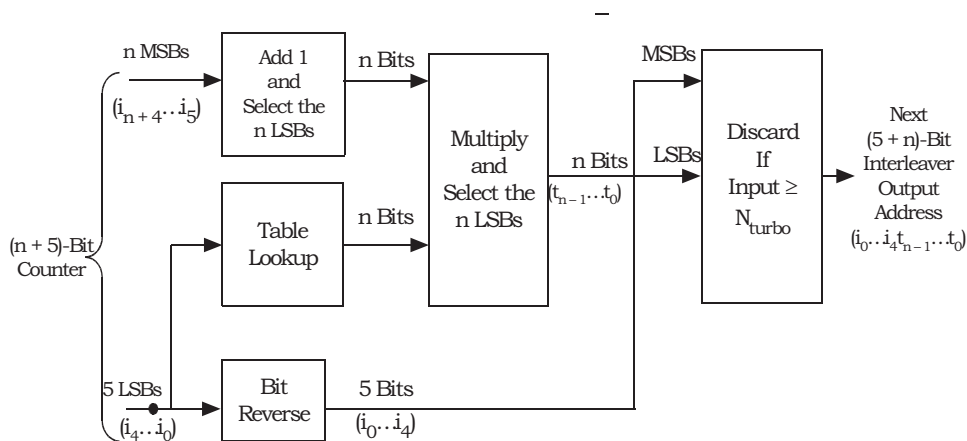 n MSBs
(i_{n + 4}…i_5)
Add 1
and
Select the
n LSBs
n Bits
Multiply
and
Select the
n LSBs
n Bits
(t_{n – 1}…t_0)
MSBs
LSBs
Discard
If
Input ≥
N_{turbo}
Next
(5 + n)-Bit
Interleaver
Output
Address
(i_0…i_4t_{n – 1}…t_0)
(n + 5)-Bit
Counter
Table
Lookup
n Bits
5 LSBs
(i_4…i_0)
Bit
Reverse
5 Bits
(i_0…i_4)